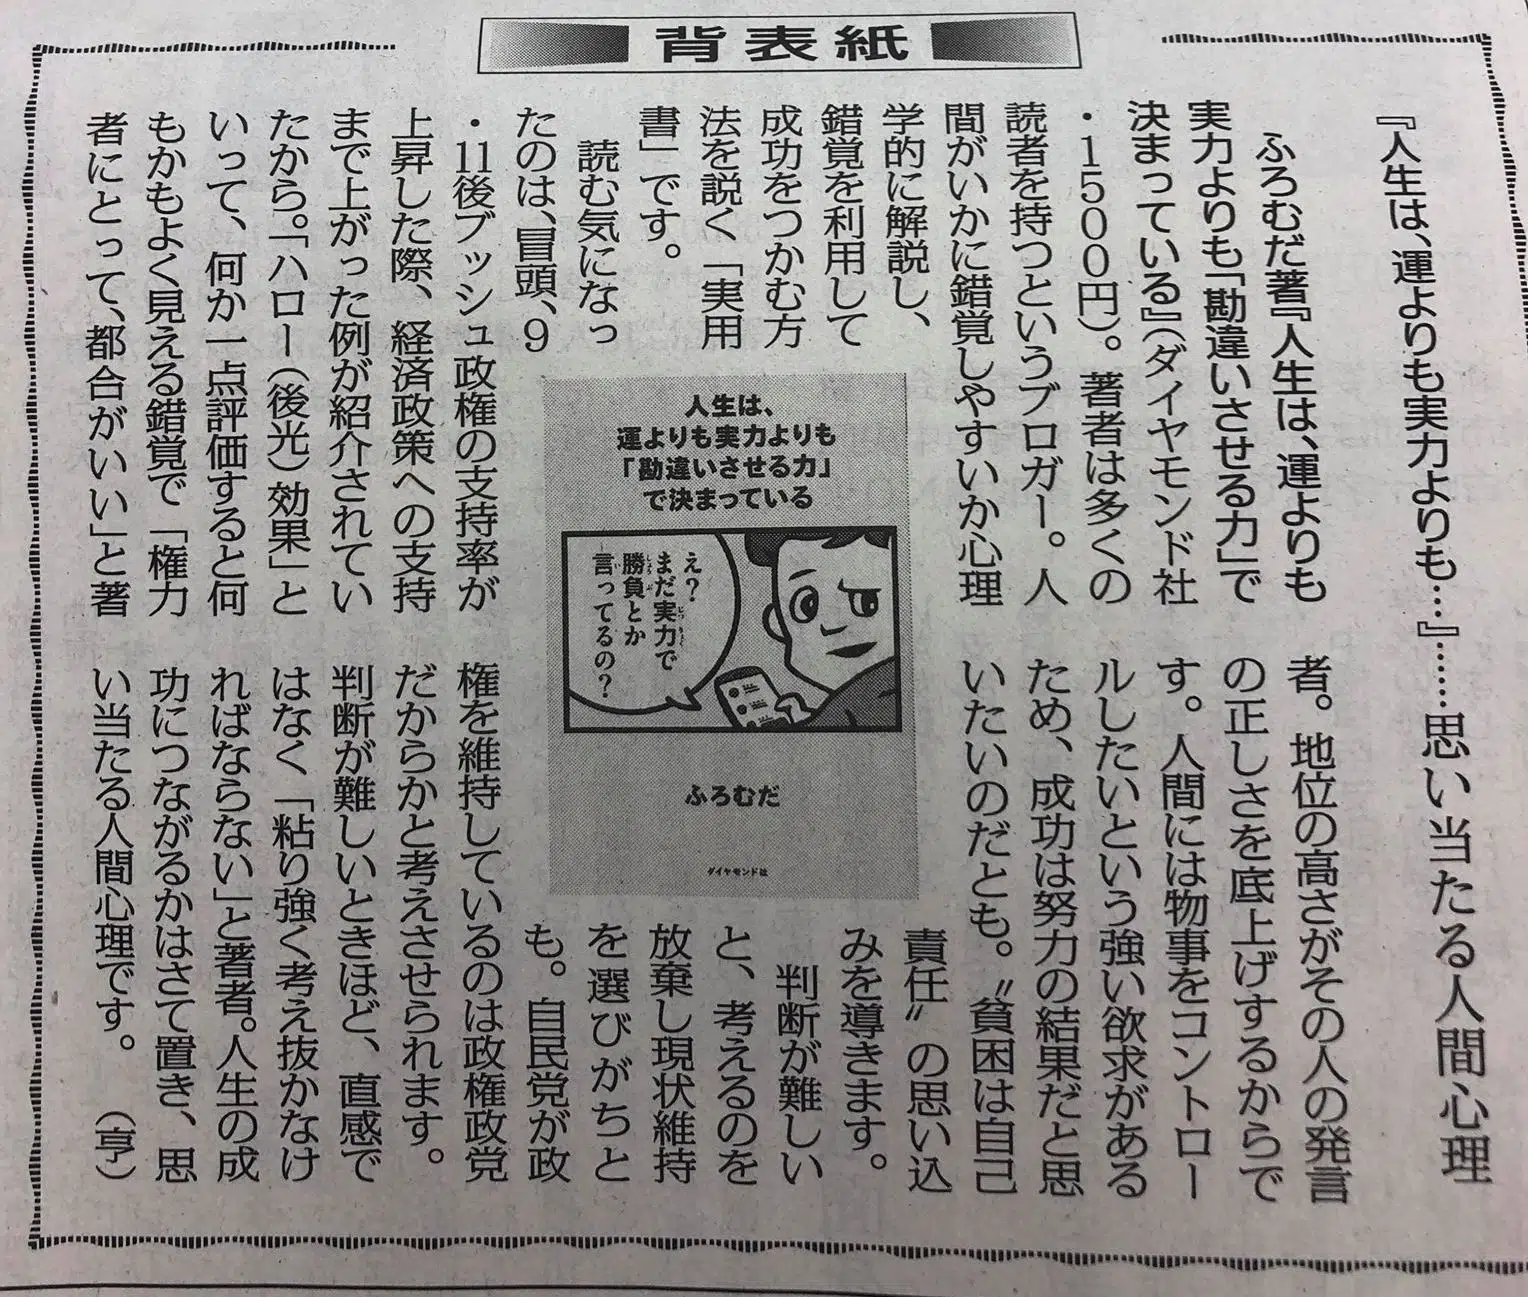 背表紙
『人生は、運よりも実力よりも…』……思い当たる人間心理
ふろむだ著『人生は、運よりも
実力よりも「勘違いさせる力」で
決まっている』(ダイヤモンド社
・1500円)。著者は多くの
読者を持つというブロガー。人
間がいかに錯覚しやすいか心理
学的に解説し、
錯覚を利用して
成功をつかむ方
法を説く「実用
書」です。
読む気になっ
たのは、冒頭、9
・11後ブッシュ政権の支持率が
上昇した際、経済政策への支持
まで上がった例が紹介されてい
たから。「ハロー(後光)効果」と
いって、何か一点評価すると何
もかもよく見える錯覚で「権力
者にとって、都合がいい」と著
者。地位の高さがその人の発言
の正しさを底上げするからで
す。人間には物事をコントロー
ルしたいという強い欲求がある
ため、成功は努力の結果だと思
いたいのだとも。〝貧困は自己
責任〟の思い込
みを導きます。
判断が難しい
と、考えるのを
放棄し現状維持
を選びがちと
も。自民党が政
権を維持しているのは政権政党
だからかと考えさせられます。
判断が難しいときほど、直感で
はなく「粘り強く考え抜かなけ
ればならない」と著者。人生の成
功につながるかはさて置き、思
い当たる人間心理です。　(亨)
人生は、
運よりも実力よりも
「勘違いさせる力」
で決まっている
え?
まだ実力で
勝負とか
言ってるの?
ふろむだ
ダイヤモンド社